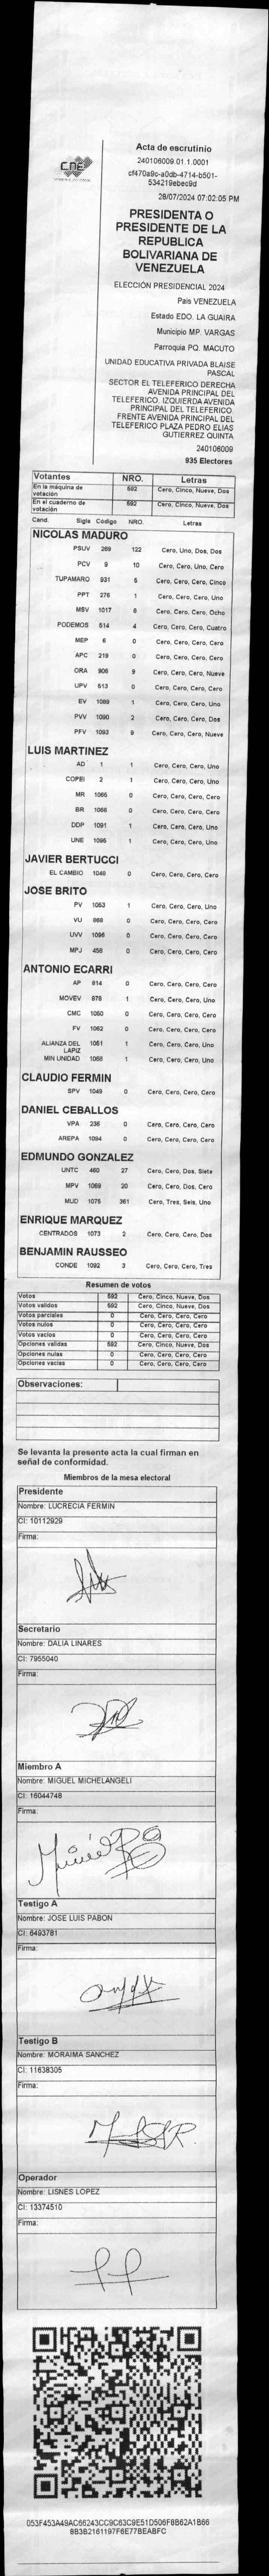 CNE
Acta de escrutinio
240106009.01.1.0001
cf470a9c-a0db-4714-b501-
534219ebec9d
28/07/2024 07:02:05 PM
PRESIDENTA O
PRESIDENTE DE LA
REPUBLICA
BOLIVARIANA DE
VENEZUELA
ELECCIÓN PRESIDENCIAL 2024
Pais VENEZUELA
Estado EDO. LA GUAIRA
Municipio MP. VARGAS
Parroquia PQ. MACUTO
UNIDAD EDUCATIVA PRIVADA BLAISE
PASCAL
SECTOR EL TELEFERICO DERECHA
AVENIDA PRINCIPAL DEL
TELEFERICO. IZQUIERDA AVENIDA
PRINCIPAL DEL TELEFERICO.
FRENTE AVENIDA PRINCIPAL DEL
TELEFERICO PLAZA PEDRO ELIAS
GUTIERREZ QUINTA
240106009
935 Electores
Votantes NRO. Letras
En la máquina de votación 592 Cero, Cinco, Nueve, Dos
En el cuaderno de votación 592 Cero, Cinco, Nueve, Dos
Cand. Sigla Código NRO. Letras
NICOLAS MADURO
PSUV 269 122 Cero, Uno, Dos, Dos
PCV 9 10 Cero, Cero, Uno, Cero
TUPAMARO 931 5 Cero, Cero, Cero, Cinco
PPT 276 1 Cero, Cero, Cero, Uno
MSV 1017 8 Cero, Cero, Cero, Ocho
PODEMOS 514 4 Cero, Cero, Cero, Cuatro
MEP 6 0 Cero, Cero, Cero, Cero
APC 219 0 Cero, Cero, Cero, Cero
ORA 906 9 Cero, Cero, Cero, Nueve
UPV 513 0 Cero, Cero, Cero, Cero
EV 1089 1 Cero, Cero, Cero, Uno
PVV 1090 2 Cero, Cero, Cero, Dos
PFV 1093 9 Cero, Cero, Cero, Nueve
LUIS MARTINEZ
AD 1 1 Cero, Cero, Cero, Uno
COPEI 2 1 Cero, Cero, Cero, Uno
MR 1065 0 Cero, Cero, Cero, Cero
BR 1066 0 Cero, Cero, Cero, Cero
DDP 1091 1 Cero, Cero, Cero, Uno
UNE 1095 1 Cero, Cero, Cero, Uno
JAVIER BERTUCCI
EL CAMBIO 1048 0 Cero, Cero, Cero, Cero
JOSE BRITO
PV 1053 1 Cero, Cero, Cero, Uno
VU 868 0 Cero, Cero, Cero, Cero
UVV 1096 0 Cero, Cero, Cero, Cero
MPJ 458 0 Cero, Cero, Cero, Cero
ANTONIO ECARRI
AP 814 0 Cero, Cero, Cero, Cero
MOVEV 878 1 Cero, Cero, Cero, Uno
CMC 1050 0 Cero, Cero, Cero, Cero
FV 1062 0 Cero, Cero, Cero, Cero
ALIANZA DEL LAPIZ 1051 1 Cero, Cero, Cero, Uno
MIN UNIDAD 1058 1 Cero, Cero, Cero, Uno
CLAUDIO FERMIN
SPV 1049 0 Cero, Cero, Cero, Cero
DANIEL CEBALLOS
VPA 236 0 Cero, Cero, Cero, Cero
AREPA 1094 0 Cero, Cero, Cero, Cero
EDMUNDO GONZALEZ
UNTC 460 27 Cero, Cero, Dos, Siete
MPV 1069 20 Cero, Cero, Dos, Cero
MUD 1075 361 Cero, Tres, Seis, Uno
ENRIQUE MARQUEZ
CENTRADOS 1073 2 Cero, Cero, Cero, Dos
BENJAMIN RAUSSEO
CONDE 1092 3 Cero, Cero, Cero, Tres
Resumen de votos
Votos 592 Cero, Cinco, Nueve, Dos
Votos validos 592 Cero, Cinco, Nueve, Dos
Votos parciales 0 Cero, Cero, Cero, Cero
Votos nulos 0 Cero, Cero, Cero, Cero
Votos vacios 0 Cero, Cero, Cero, Cero
Opciones validas 592 Cero, Cinco, Nueve, Dos
Opciones nulas 0 Cero, Cero, Cero, Cero
Opciones vacias 0 Cero, Cero, Cero, Cero
Observaciones:
Se levanta la presente acta la cual firman en
señal de conformidad.
Miembros de la mesa electoral
Presidente
Nombre: LUCRECIA FERMIN
CI: 10112929
Firma:
Secretario
Nombre: DALIA LINARES
CI: 7955040
Firma:
Miembro A
Nombre: MIGUEL MICHELANGELI
CI: 16044748
Firma:
Testigo A
Nombre: JOSE LUIS PABON
CI: 6493781
Firma:
Testigo B
Nombre: MORAIMA SANCHEZ
CI: 11638305
Firma:
Operador
Nombre: LISNES LOPEZ
CI: 13374510
Firma:
053F453A49AC66243CC9C63C9E51D506F8B62A1B66
8B3B2161197F6E77BEABFC